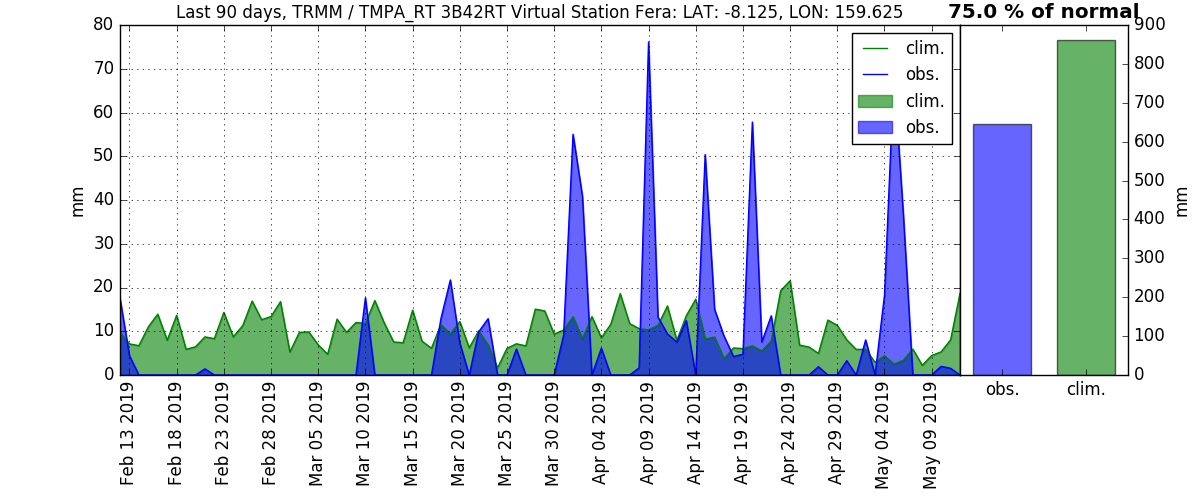 Last 90 days, TRMM / TMPA_RT 3B42RT Virtual Station Fera: LAT: -8.125, LON: 159.625
75.0 % of normal
80
70
60
50
40
30
20
10
0
mm
clim.
obs.
clim.
obs.
900
800
700
600
500
400
300
200
100
0
mm
Feb 13 2019
Feb 18 2019
Feb 23 2019
Feb 28 2019
Mar 05 2019
Mar 10 2019
Mar 15 2019
Mar 20 2019
Mar 25 2019
Mar 30 2019
Apr 04 2019
Apr 09 2019
Apr 14 2019
Apr 19 2019
Apr 24 2019
Apr 29 2019
May 04 2019
May 09 2019
obs.
clim.